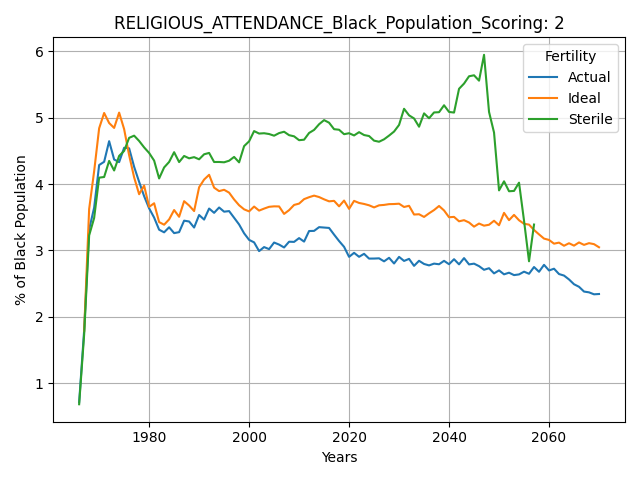 RELIGIOUS_ATTENDANCE_Black_Population_Scoring: 2
6
5
4
3
2
1
% of Black Population
Fertility
Actual
Ideal
Sterile
1980
2000
2020
2040
2060
Years